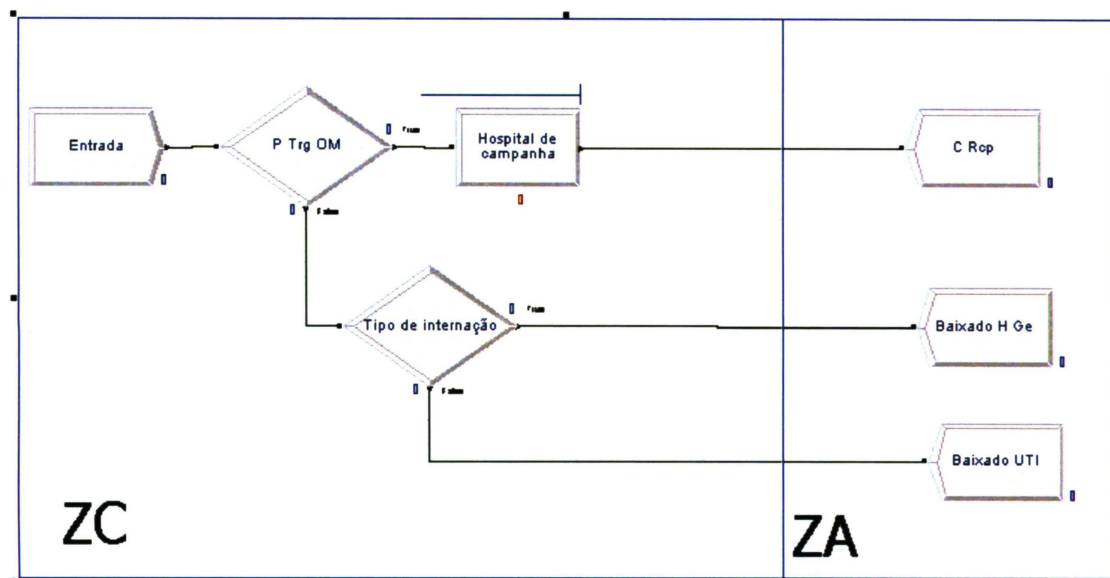 Entrada
P Trg OM
True
Hospital de
campanha
C Rcp
False
Tipo de internação
True
Baixado H Ge
False
Baixado UTI
ZC
ZA